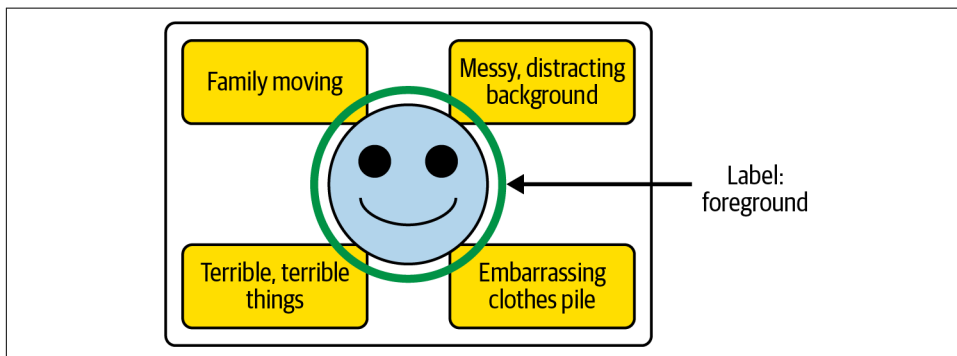 Family moving
Messy, distracting
background
Label:
foreground
Terrible, terrible
things
Embarrassing
clothes pile